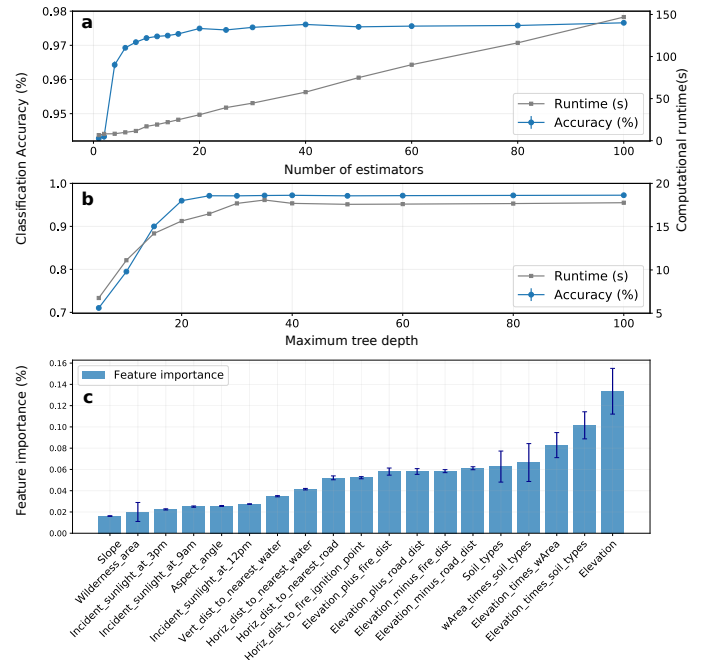 a
0.98
0.97
0.96
0.95
150
100
50
0
Runtime (s)
Accuracy (%)
0
20
40
60
80
100
Number of estimators
Classification Accuracy (%)
Computational runtime(s)
b
1.0
0.9
0.8
0.7
20
15
10
5
Runtime (s)
Accuracy (%)
20
40
60
80
100
Maximum tree depth
c
Feature importance
0.16
0.14
0.12
0.10
0.08
0.06
0.04
0.02
0.00
Feature importance (%)
Slope
Wilderness_area
Incident_sunlight_at_3pm
Incident_sunlight_at_9am
Aspect_angle
Incident_sunlight_at_12pm
Vert_dist_to_nearest_water
Horiz_dist_to_nearest_water
Horiz_dist_to_nearest_road
Horiz_dist_to_fire_ignition_point
Elevation_plus_fire_dist
Elevation_plus_road_dist
Elevation_minus_fire_dist
Elevation_minus_road_dist
Soil_types
wArea_times_soil_types
Elevation_times_wArea
Elevation_times_soil_types
Elevation